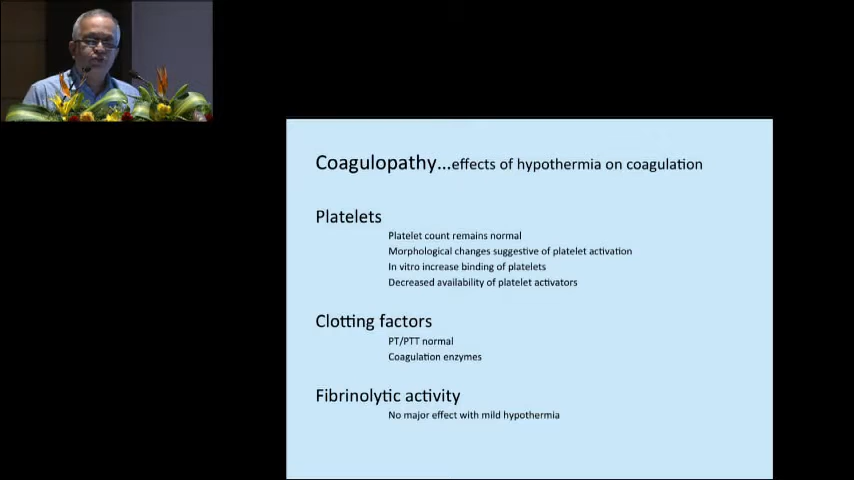 Coagulopathy...effects of hypothermia on coagulation
Platelets
Platelet count remains normal
Morphological changes suggestive of platelet activation
In vitro increase binding of platelets
Decreased availability of platelet activators
Clotting factors
PT/PTT normal
Coagulation enzymes
Fibrinolytic activity
No major effect with mild hypothermia